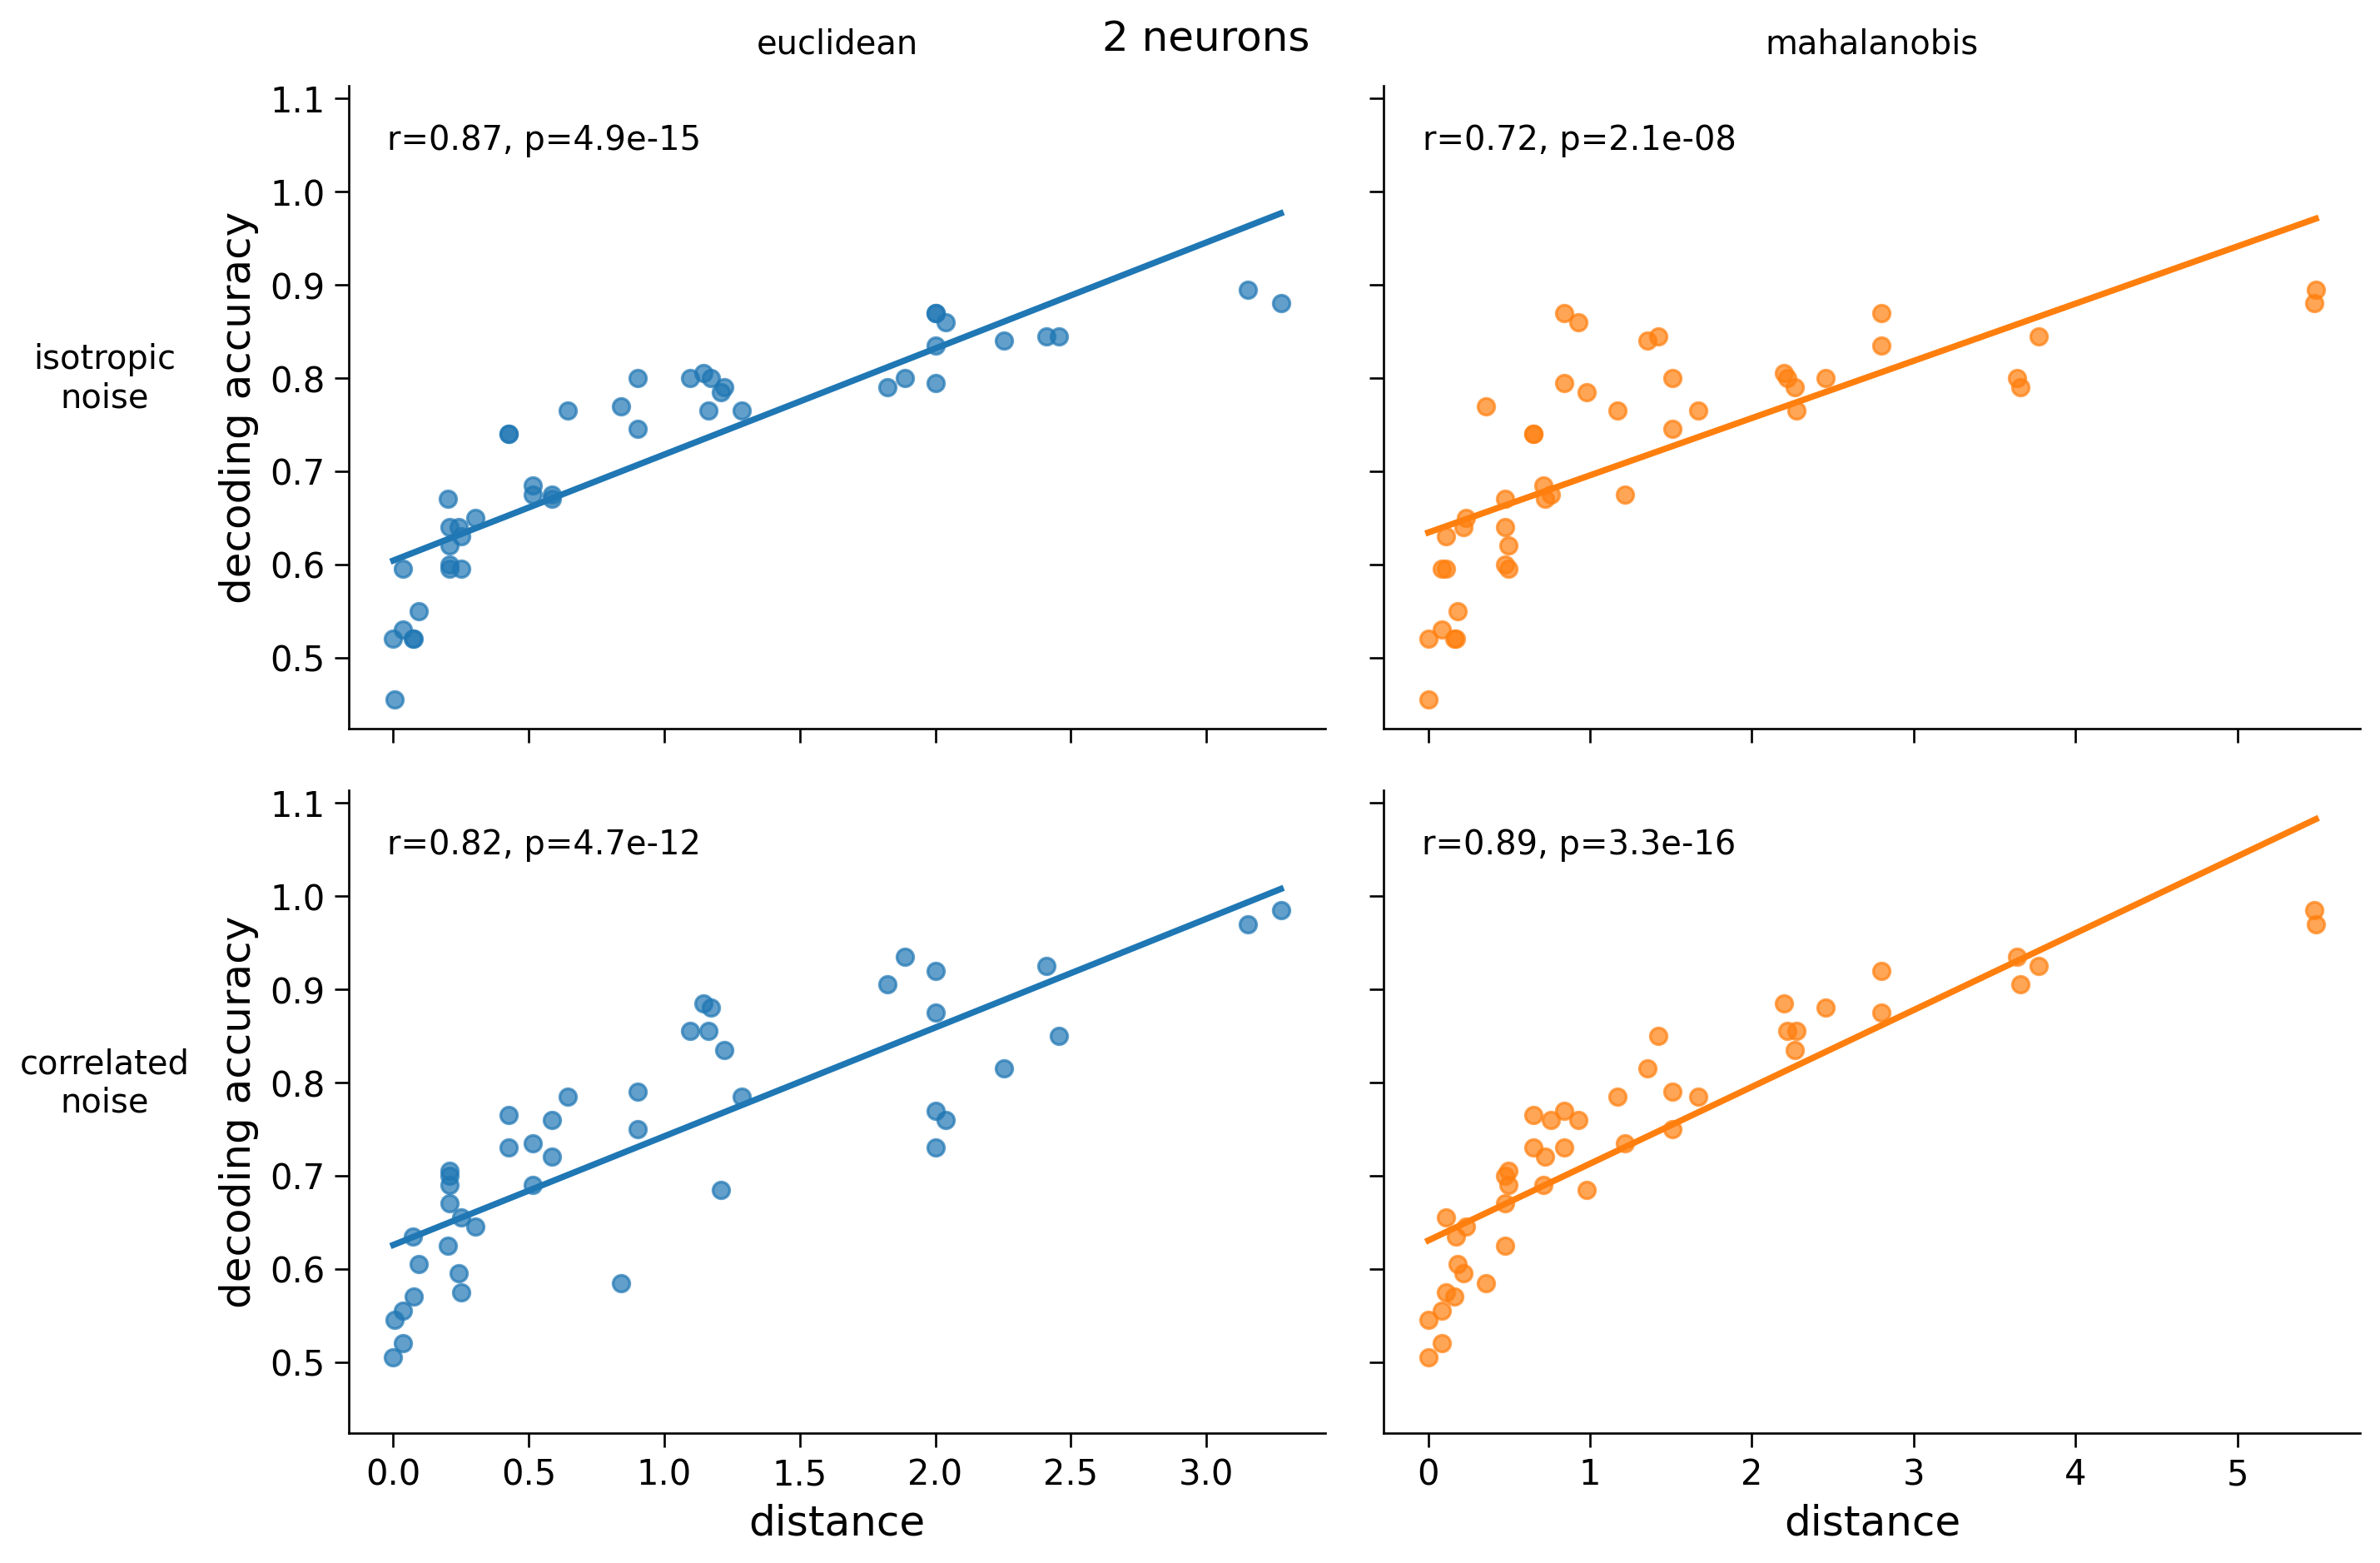 2 neurons
euclidean
mahalanobis
isotropic
noise
decoding accuracy
1.1
1.0
0.9
0.8
0.7
0.6
0.5
r=0.87, p=4.9e-15
r=0.72, p=2.1e-08
correlated
noise
decoding accuracy
1.1
1.0
0.9
0.8
0.7
0.6
0.5
r=0.82, p=4.7e-12
r=0.89, p=3.3e-16
0.0 0.5 1.0 1.5 2.0 2.5 3.0
distance
0 1 2 3 4 5
distance